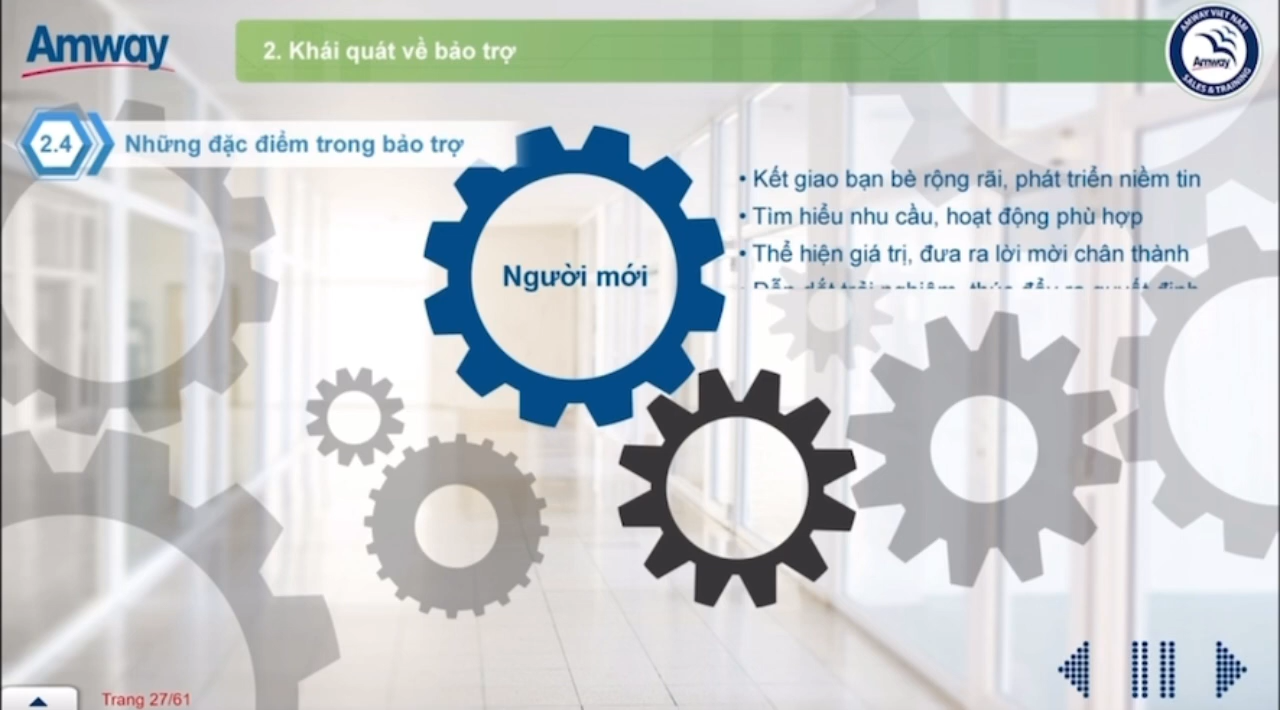 Amway
2. Khái quát về bảo trợ
AMWAY VIET NAM
Amway
SALES & TRAINING
2.4
Những đặc điểm trong bảo trợ
• Kết giao bạn bè rộng rãi, phát triển niềm tin
• Tìm hiểu nhu cầu, hoạt động phù hợp
• Thể hiện giá trị, đưa ra lời mời chân thành
Người mới
Trang 27/61